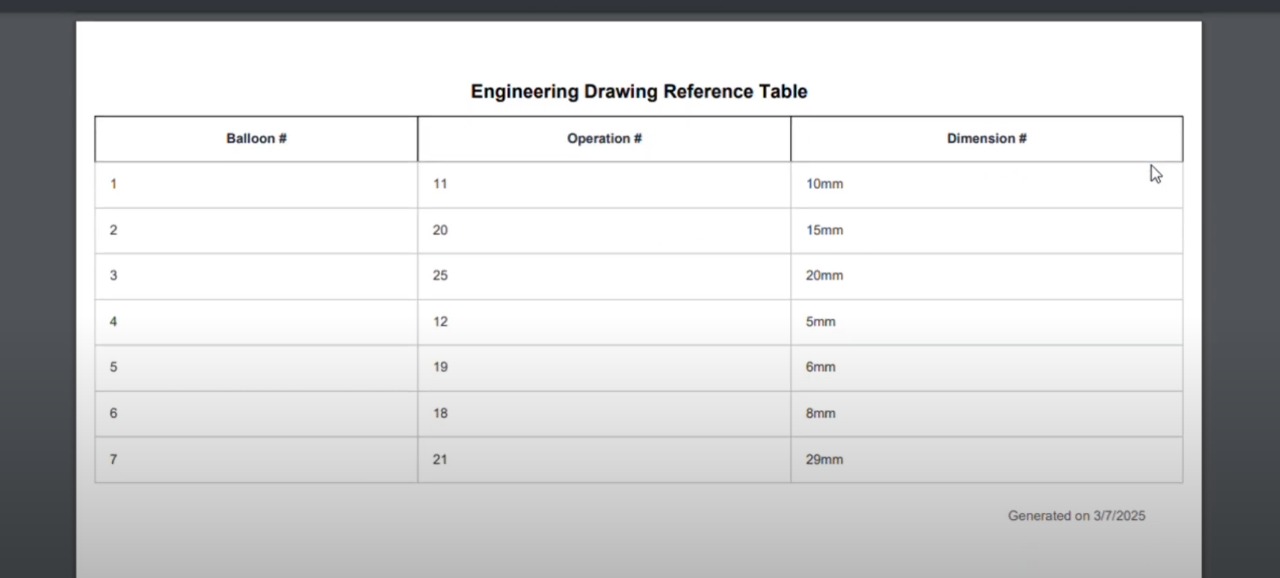 Engineering Drawing Reference Table
Balloon # Operation # Dimension #
1 11 10mm
2 20 15mm
3 25 20mm
4 12 5mm
5 19 6mm
6 18 8mm
7 21 29mm
Generated on 3/7/2025